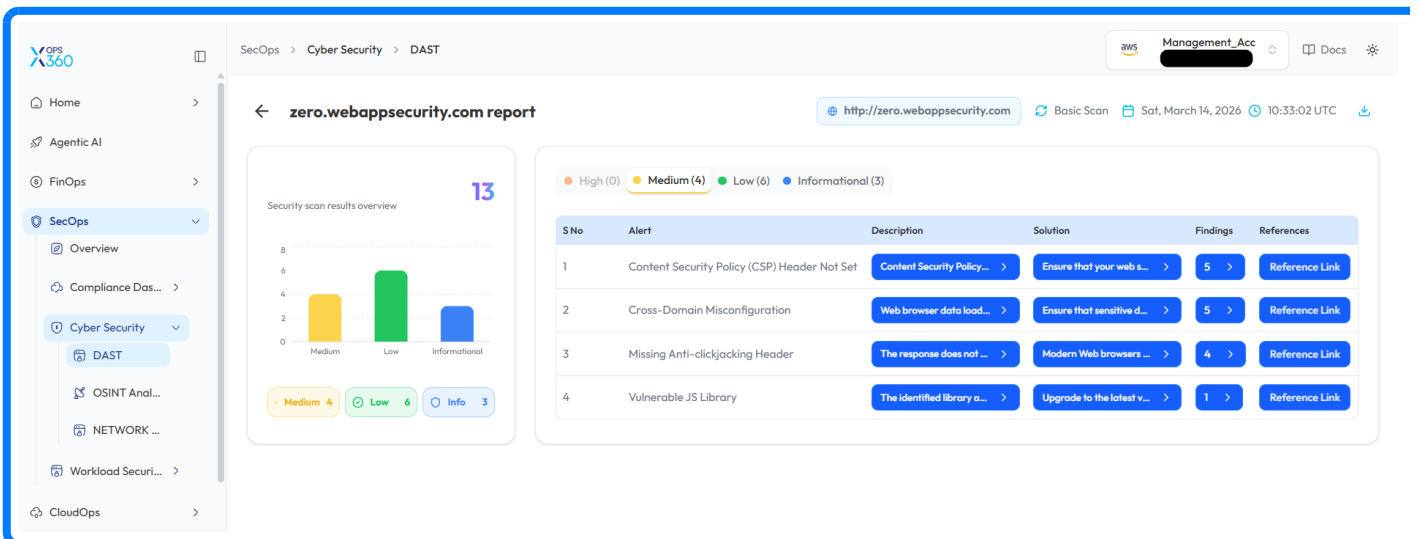 XOPS
360
SecOps > Cyber Security > DAST
aws
Management_Acc
Docs
Home
Agentic AI
FinOps
SecOps
Overview
Compliance Das...
Cyber Security
DAST
OSINT Anal...
NETWORK ...
Workload Securi...
CloudOps
zero.webappsecurity.com report
http://zero.webappsecurity.com
Basic Scan
Sat, March 14, 2026
10:33:02 UTC
13
Security scan results overview
8
6
4
2
0
Medium Low Informational
Medium 4
Low 6
Info 3
High (0) Medium (4) Low (6) Informational (3)
S No Alert Description Solution Findings References
1 Content Security Policy (CSP) Header Not Set Content Security Policy... Ensure that your web s... 5 Reference Link
2 Cross-Domain Misconfiguration Web browser data load... Ensure that sensitive d... 5 Reference Link
3 Missing Anti-clickjacking Header The response does not ... Modern Web browsers ... 4 Reference Link
4 Vulnerable JS Library The identified library a... Upgrade to the latest v... 1 Reference Link